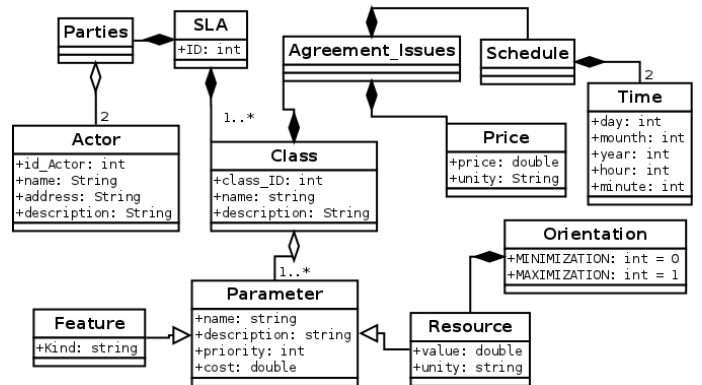 Parties
SLA
+ID: int
Agreement_Issues
Schedule
2
Time
+day: int
+mounth: int
+year: int
+hour: int
+minute: int
2
Actor
+id_Actor: int
+name: String
+address: String
+description: String
1..*
Class
+class_ID: int
+name: string
+description: String
Price
+price: double
+unity: String
Orientation
+MINIMIZATION: int = 0
+MAXIMIZATION: int = 1
1..*
Parameter
+name: string
+description: string
+priority: int
+cost: double
Feature
+Kind: string
Resource
+value: double
+unity: string